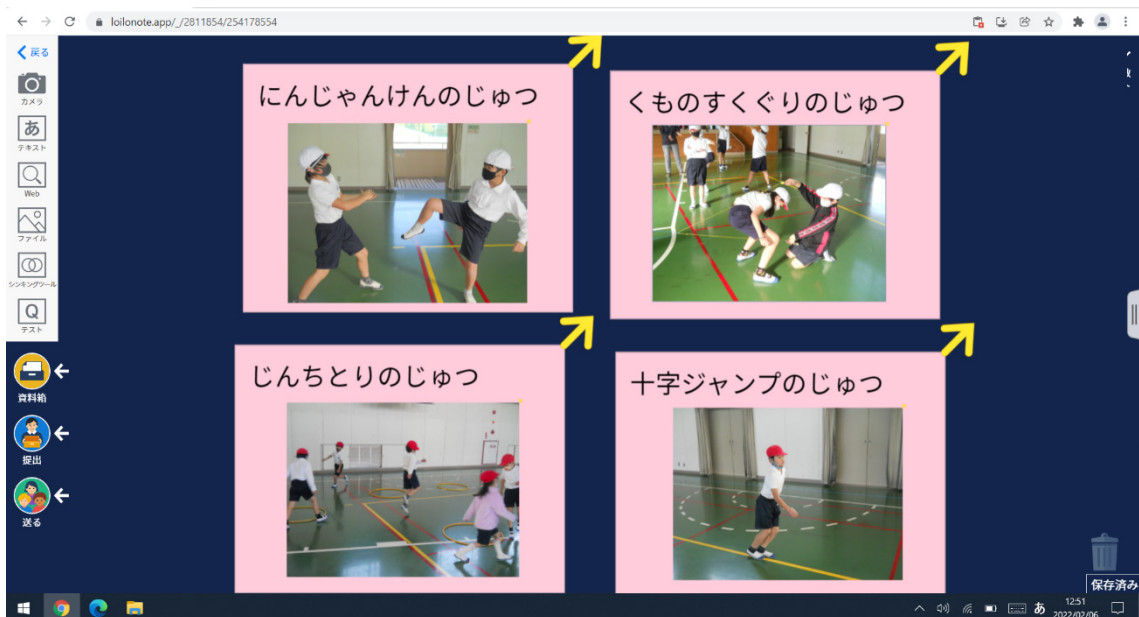 loilonote.app/_/2811854/254178554
戻る
カメラ
テキスト
Web
ファイル
シンキングツール
テスト
資料箱
提出
送る
にんじゃんけんのじゅつ
くものすくぐりのじゅつ
じんちとりのじゅつ
十字ジャンプのじゅつ
保存済み
あ
12:51
2022/02/06